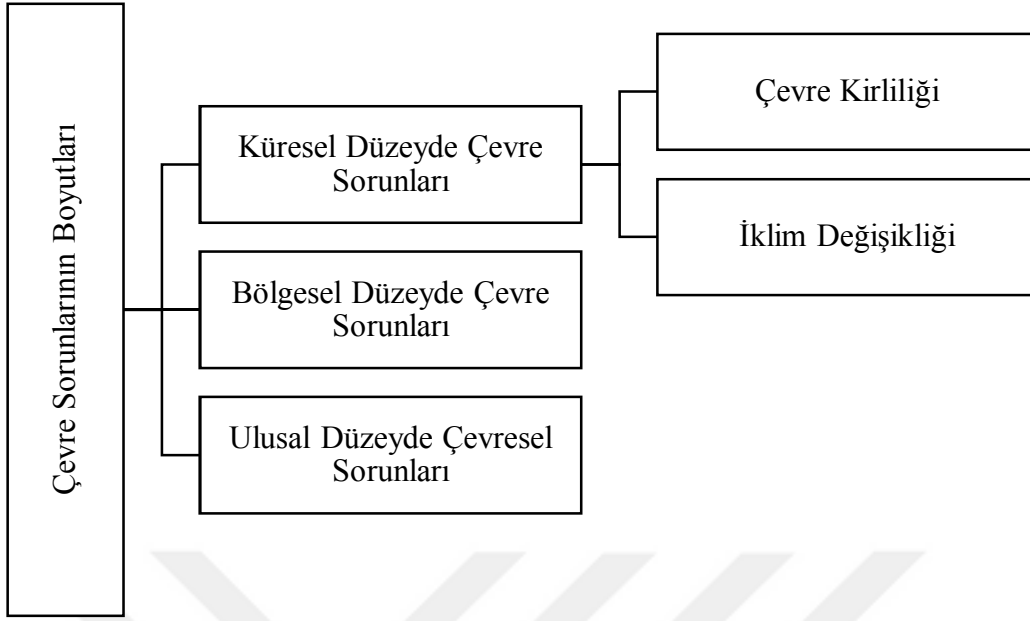 Çevre Sorunlarının Boyutları
Küresel Düzeyde Çevre
Sorunları
Çevre Kirliliği
İklim Değişikliği
Bölgesel Düzeyde Çevre
Sorunları
Ulusal Düzeyde Çevresel
Sorunları